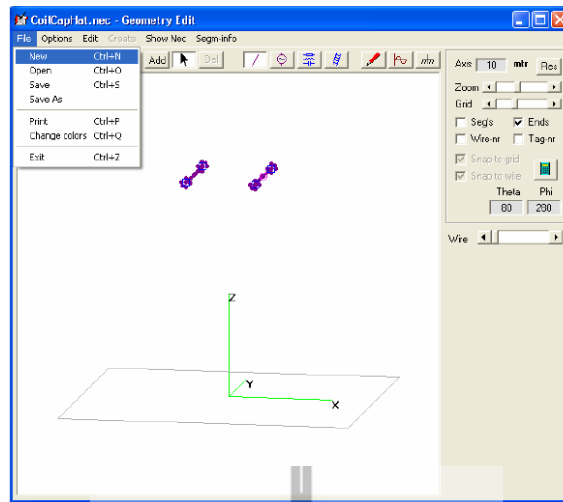 CoilCapHat.nec - Geometry Edit
File Options Edit Create Show Nec Segm-info
New Ctrl+N
Open Ctrl+O
Save Ctrl+S
Save As
Print Ctrl+P
Change colors Ctrl+Q
Exit Ctrl+Z
Add Del
Axis 10 mtr Res
Zoom
Grid
Seg's Ends
Wire-nr Tag-nr
Snap to grid
Snap to wire
Theta Phi
80 280
Wire
Z
Y
X